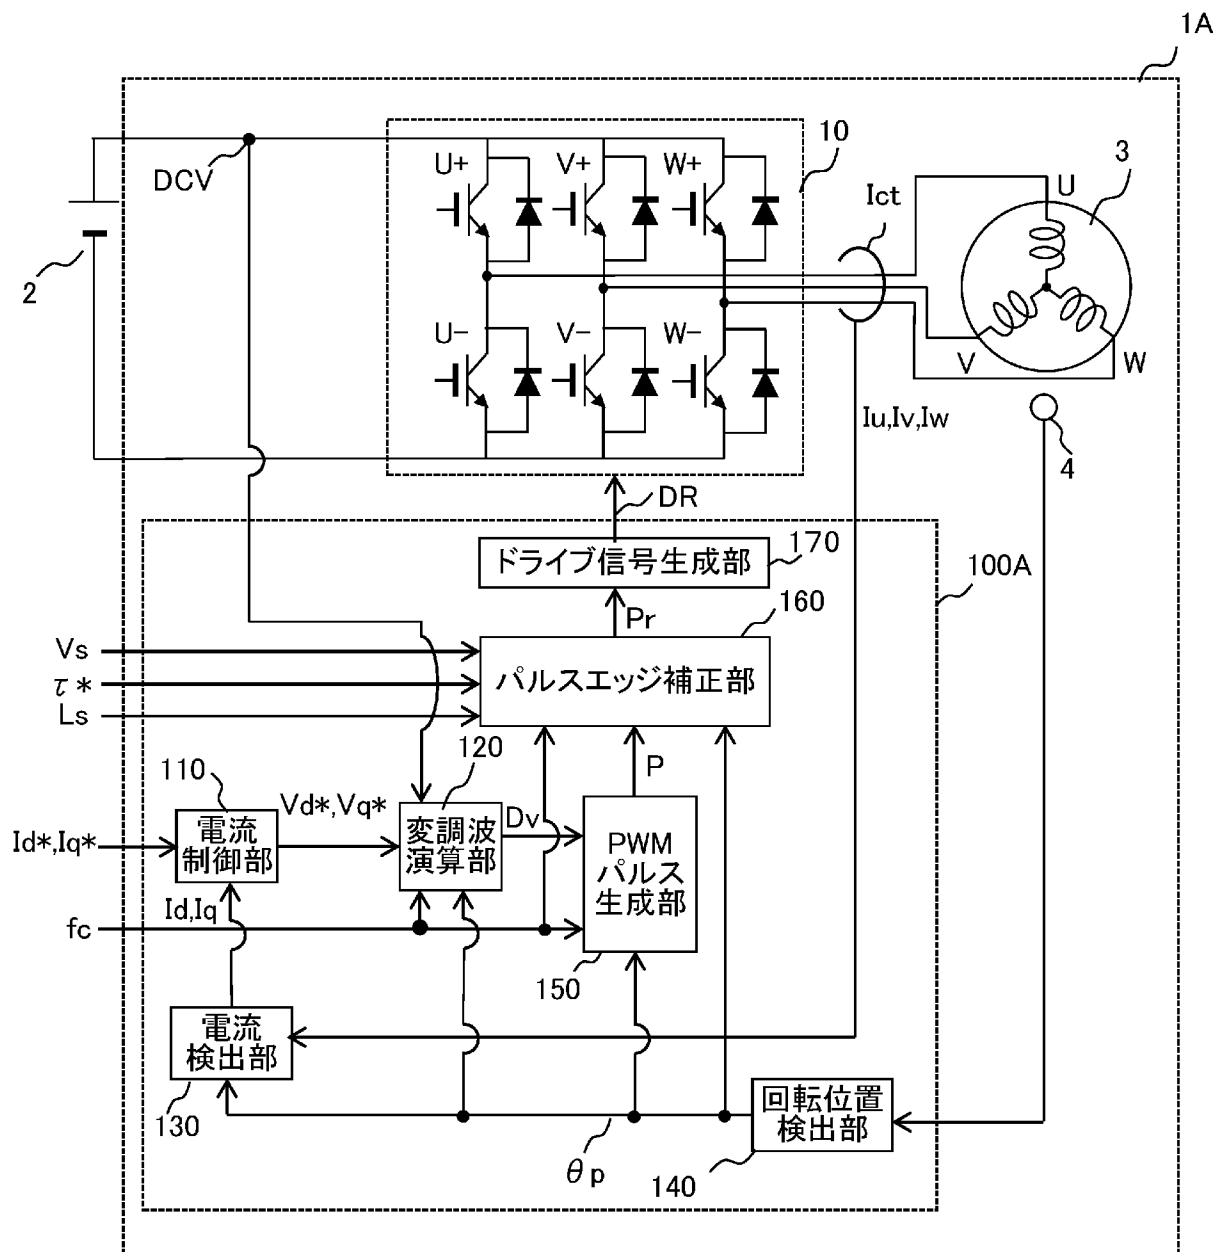 1A
DCV
2
10
U+
V+
W+
U−
V−
W−
Ict
3
U
V
W
Iu,Iv,Iw
4
DR
ドライブ信号生成部
170
100A
Pr
160
Vs
τ*
Ls
パルスエッジ補正部
110
120
P
Vd*,Vq*
Dv
Id*,Iq*
電流
制御部
変調波
演算部
PWM
パルス
生成部
Id,Iq
fc
150
電流
検出部
130
回転位置
検出部
θp
140